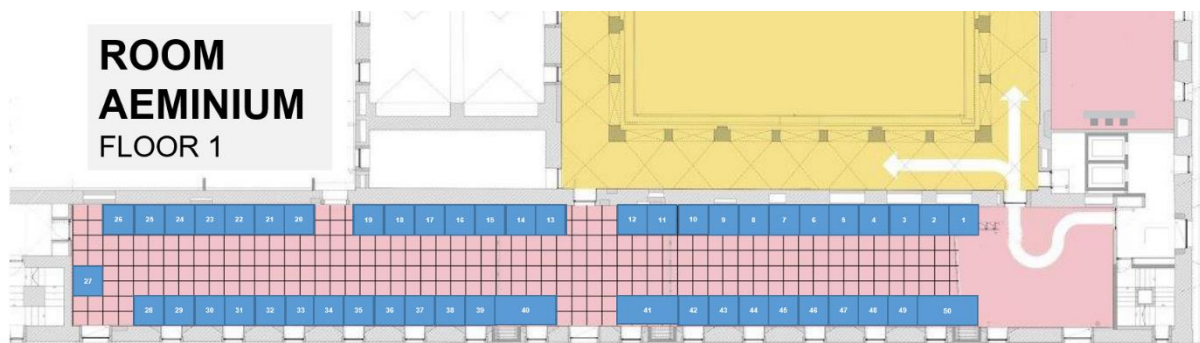 ROOM
AEMINIUM
FLOOR 1
26 25 24 23 22 21 20 19 18 17 16 15 14 13 12 11 10 9 8 7 6 5 4 3 2 1
27
28 29 30 31 32 33 34 35 36 37 38 39 40 41 42 43 44 45 46 47 48 49 50